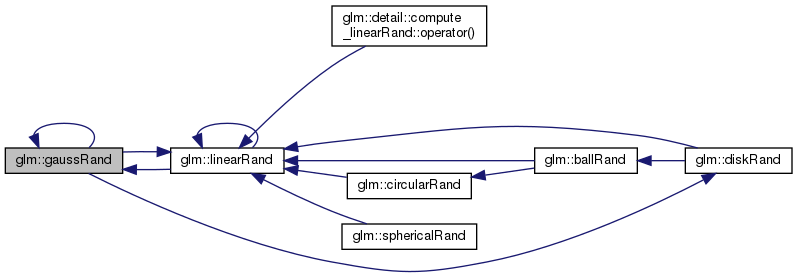 glm::detail::compute
_linearRand::operator()
glm::gaussRand
glm::linearRand
glm::ballRand
glm::diskRand
glm::circularRand
glm::sphericalRand